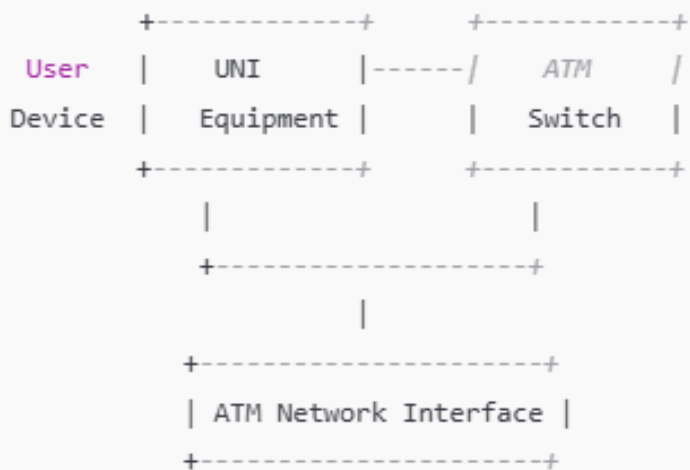 +-------------+      +------------+
 User   |    UNI      |------|    ATM     |
Device  |   Equipment |      |   Switch   |
+-------------+      +------------+
|                    |
+--------------------+
|
+----------------------+
| ATM Network Interface |
+----------------------+